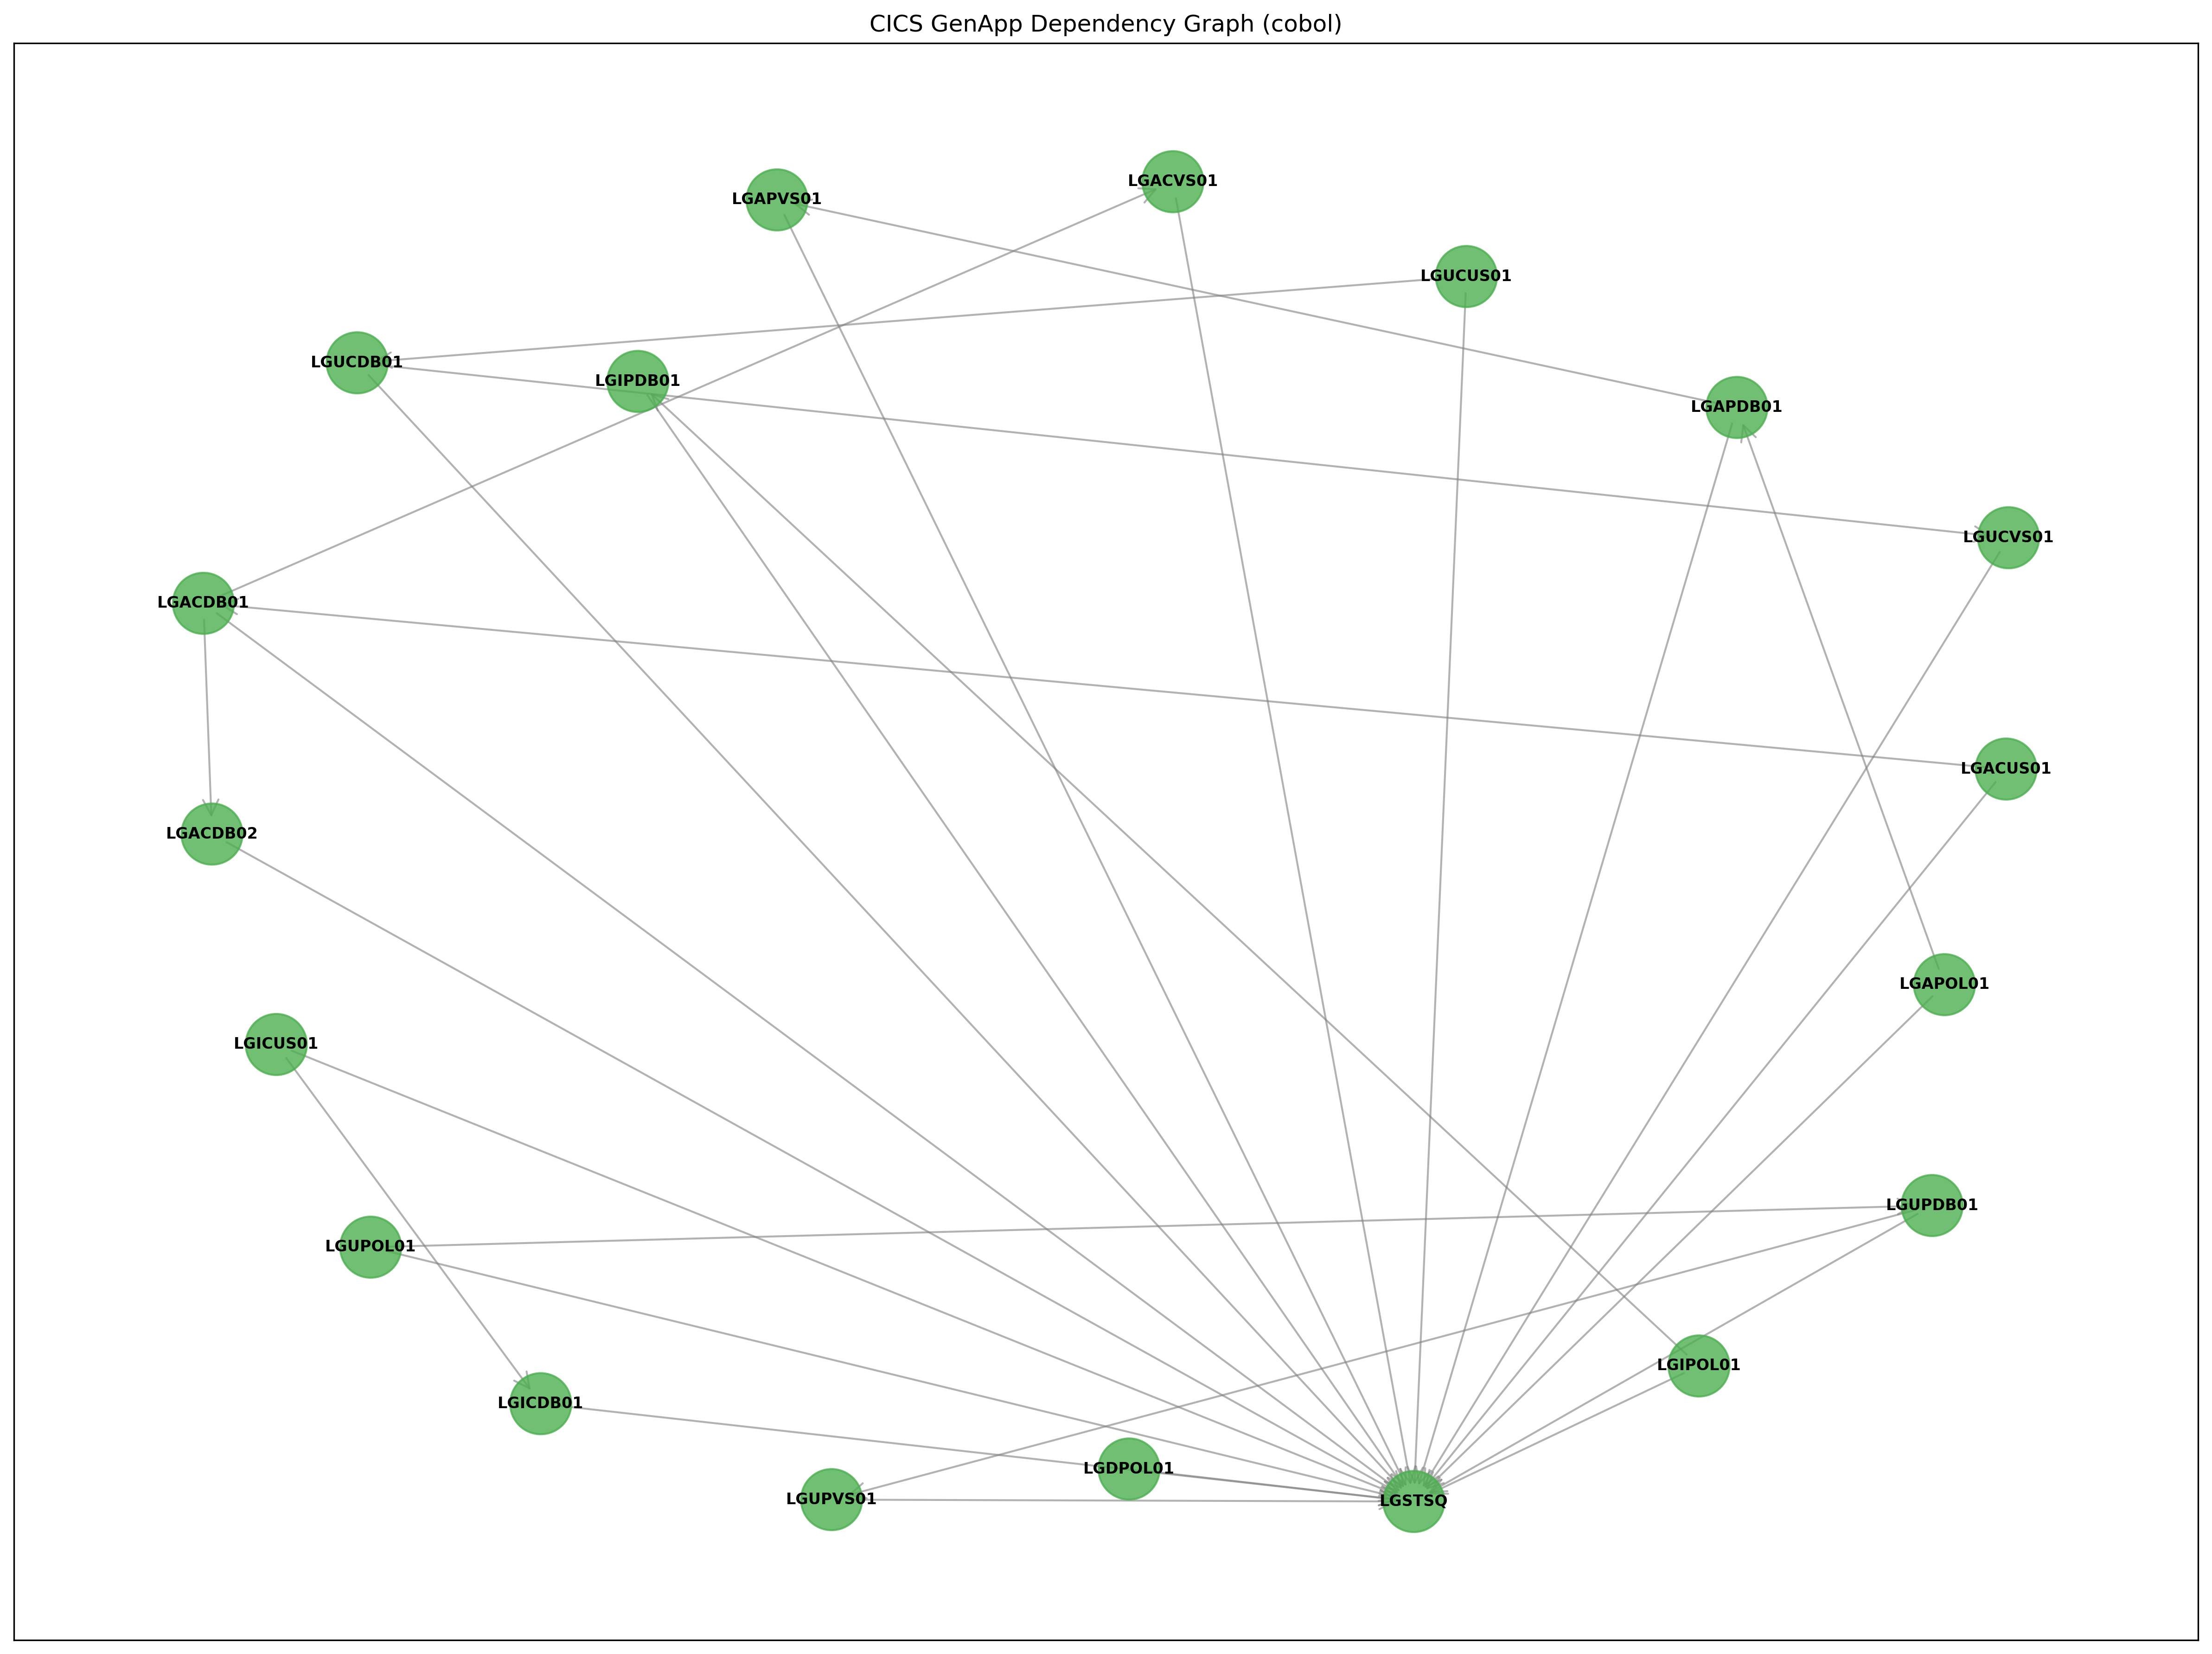 CICS GenApp Dependency Graph (cobol)
LGACVS01
LGAPVS01
LGUCUS01
LGUCDB01
LGIPDB01
LGAPDB01
LGUCVS01
LGACDB01
LGACUS01
LGACDB02
LGAPOL01
LGICUS01
LGUPDB01
LGUPOL01
LGIPOL01
LGICDB01
LGDPOL01
LGUPVS01
LGSTSQ